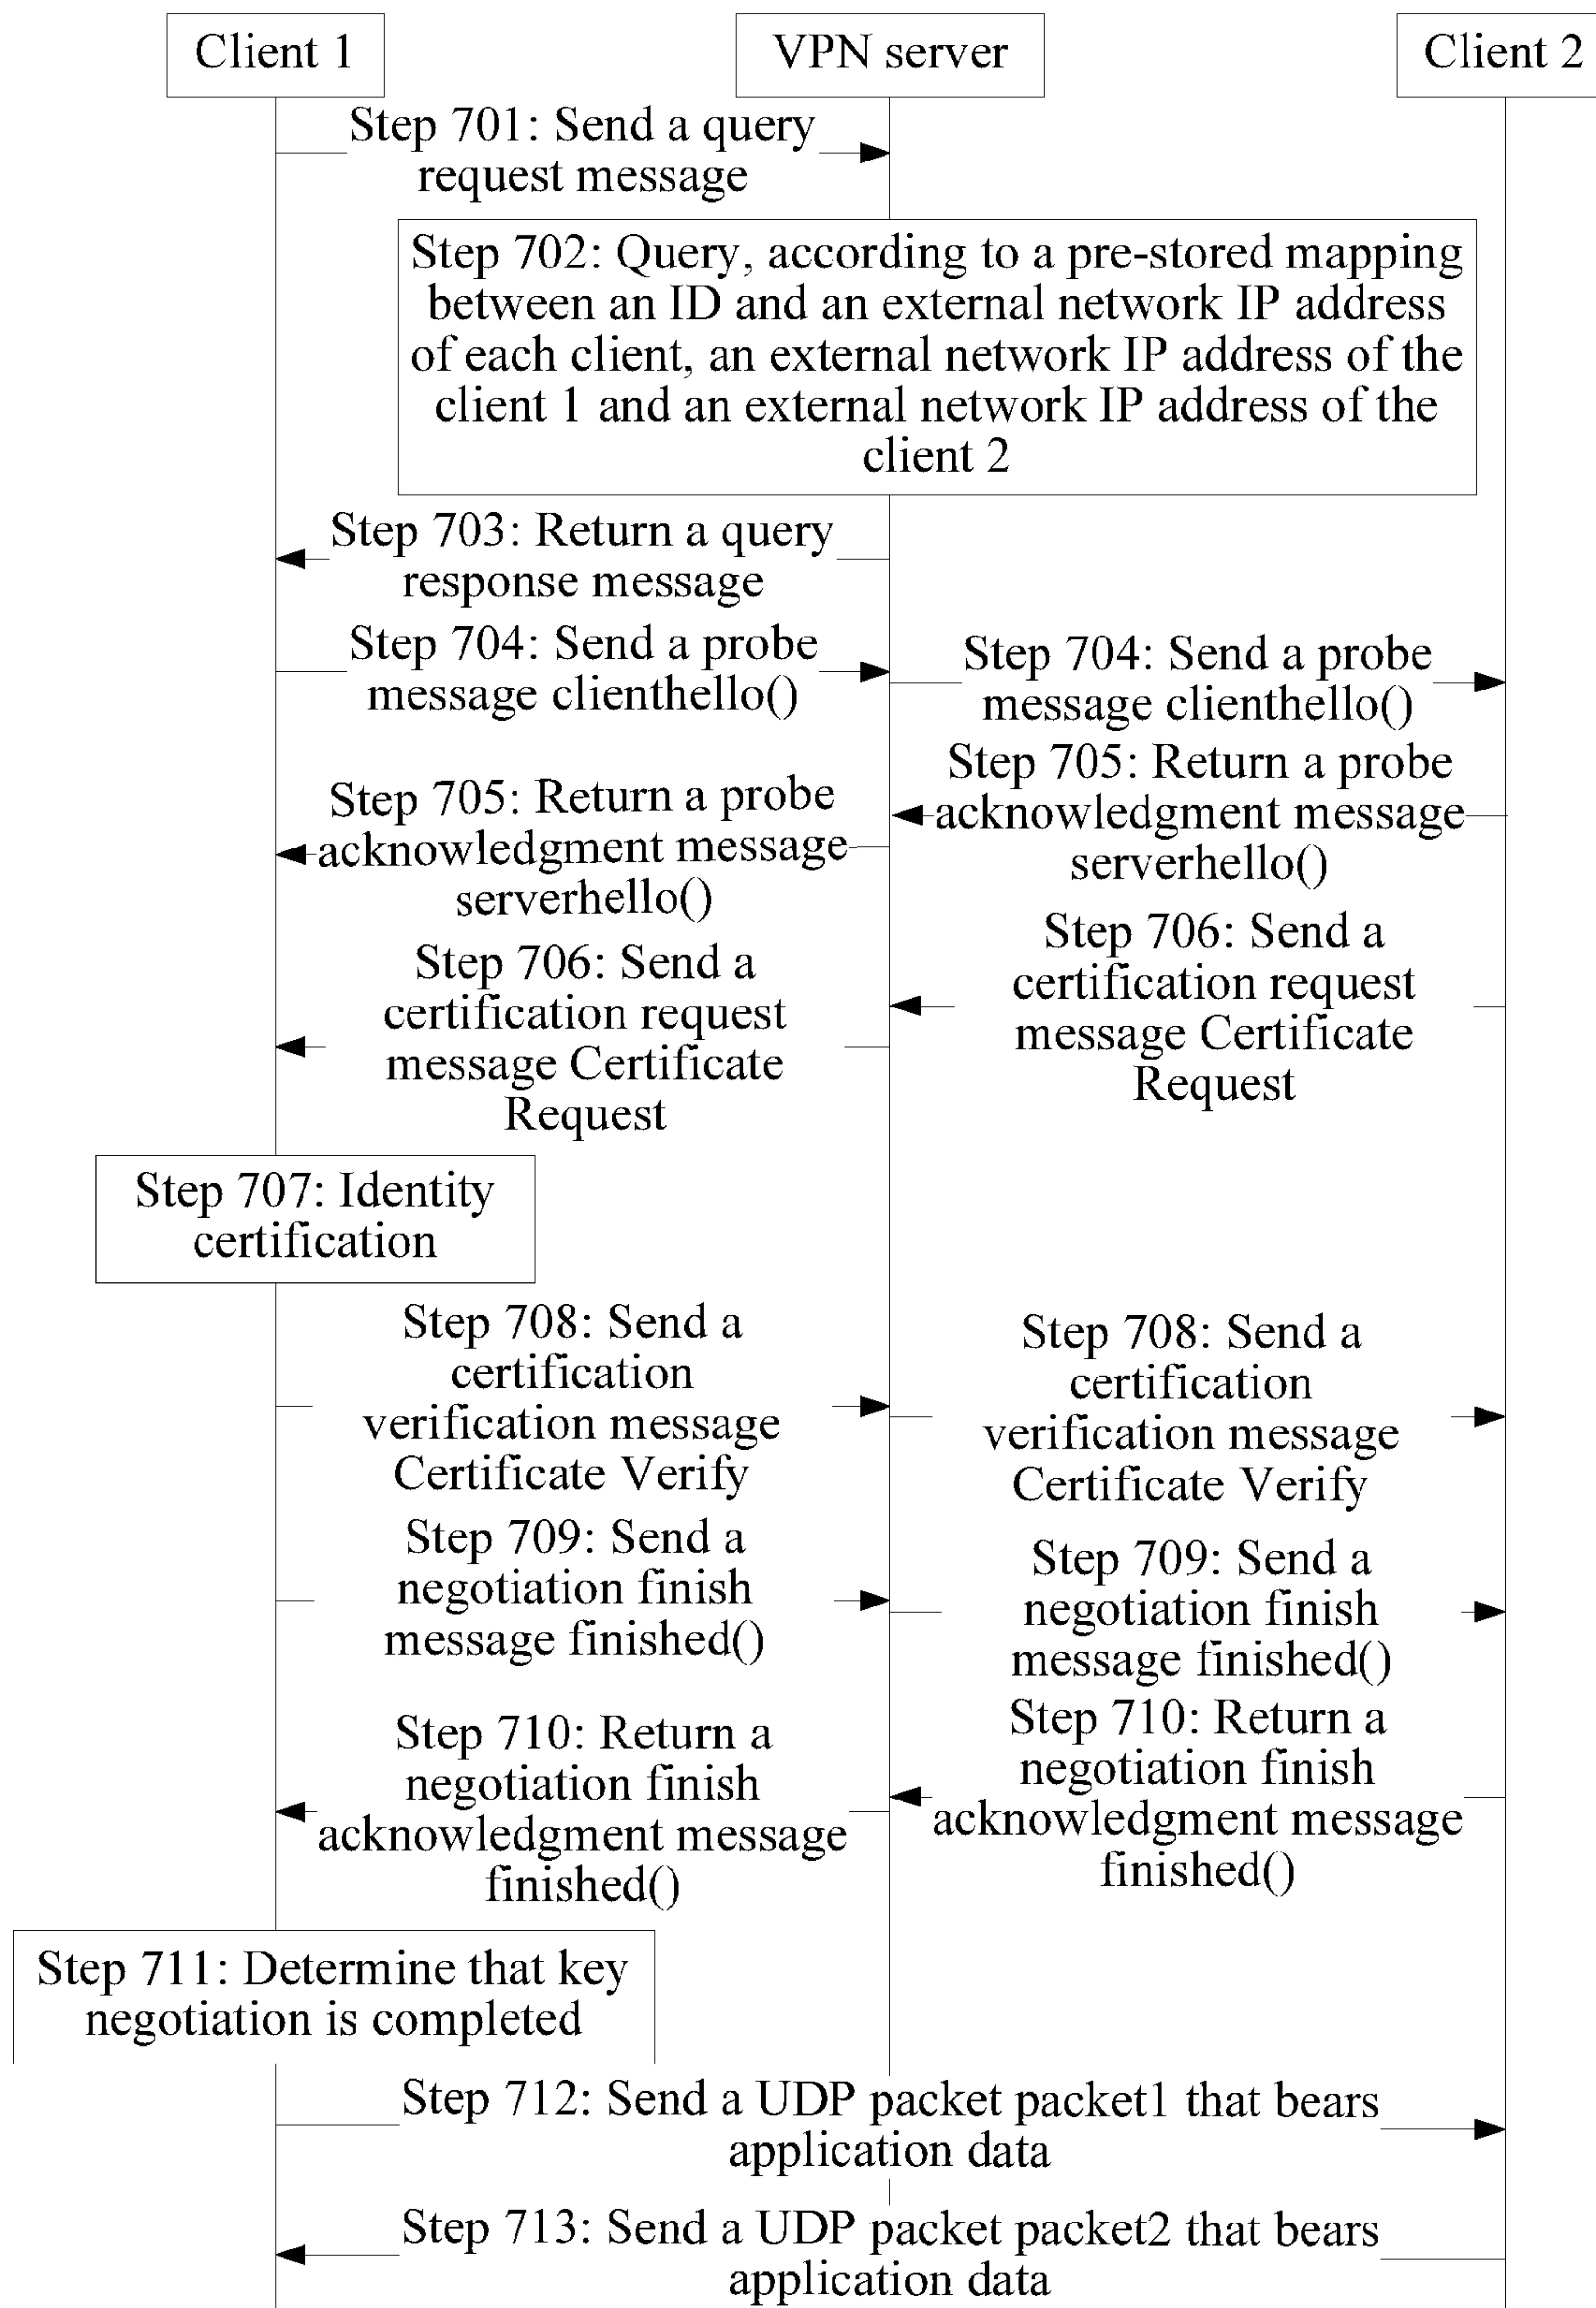 Client 1
VPN server
Client 2
Step 701: Send a query
request message
Step 702: Query, according to a pre-stored mapping
between an ID and an external network IP address
of each client, an external network IP address of the
client 1 and an external network IP address of the
client 2
Step 703: Return a query
response message
Step 704: Send a probe
message clienthello()
Step 704: Send a probe
message clienthello()
Step 705: Return a probe
acknowledgment message
serverhello()
Step 705: Return a probe
acknowledgment message
serverhello()
Step 706: Send a
certification request
message Certificate
Request
Step 706: Send a
certification request
message Certificate
Request
Step 707: Identity
certification
Step 708: Send a
certification
verification message
Certificate Verify
Step 708: Send a
certification
verification message
Certificate Verify
Step 709: Send a
negotiation finish
message finished()
Step 709: Send a
negotiation finish
message finished()
Step 710: Return a
negotiation finish
acknowledgment message
finished()
Step 710: Return a
negotiation finish
acknowledgment message
finished()
Step 711: Determine that key
negotiation is completed
Step 712: Send a UDP packet packet1 that bears
application data
Step 713: Send a UDP packet packet2 that bears
application data